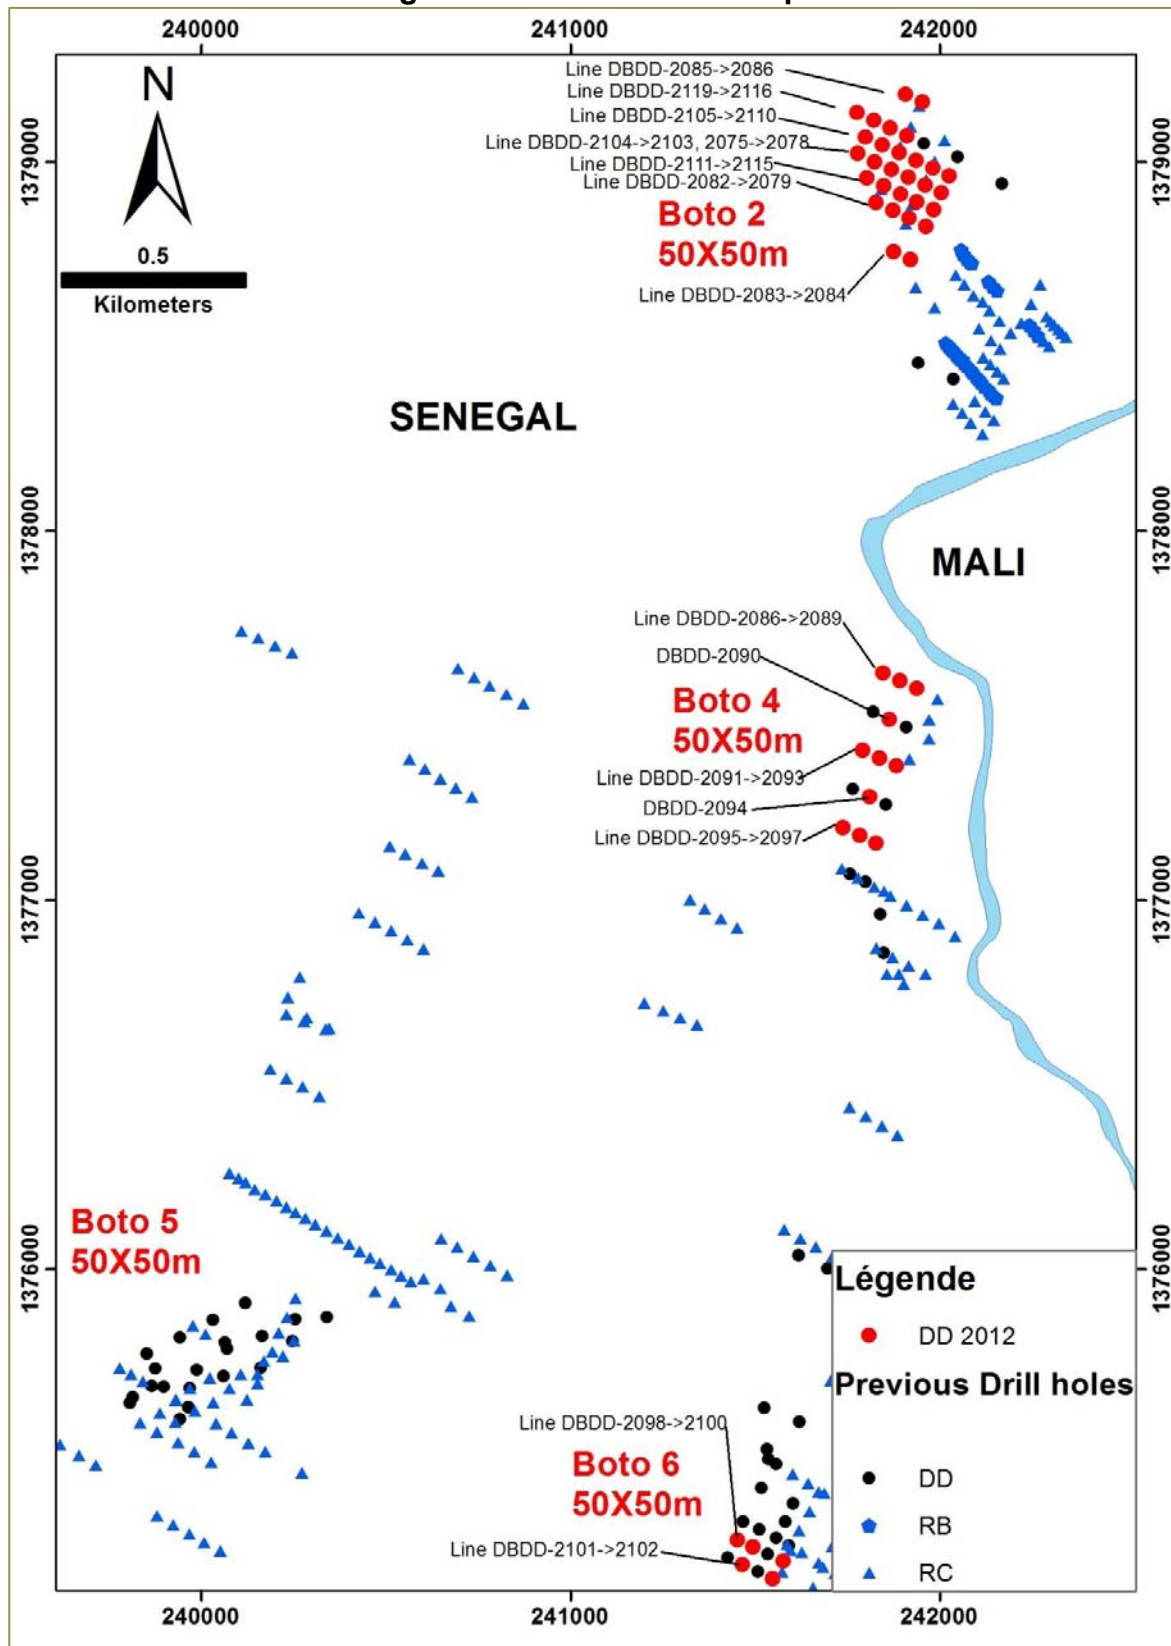 240000
241000
242000
N
0.5
Kilometers
Line DBDD-2085->2086
Line DBDD-2119->2116
Line DBDD-2105->2110
Line DBDD-2104->2103, 2075->2078
Line DBDD-2111->2115
Line DBDD-2082->2079
Boto 2
50X50m
Line DBDD-2083->2084
1379000
1379000
SENEGAL
1378000
1378000
MALI
Line DBDD-2086->2089
DBDD-2090
Boto 4
50X50m
Line DBDD-2091->2093
DBDD-2094
Line DBDD-2095->2097
1377000
1377000
Boto 5
50X50m
1376000
1376000
Légende
DD 2012
Previous Drill holes
DD
RB
RC
Line DBDD-2098->2100
Boto 6
50X50m
Line DBDD-2101->2102
240000
241000
242000